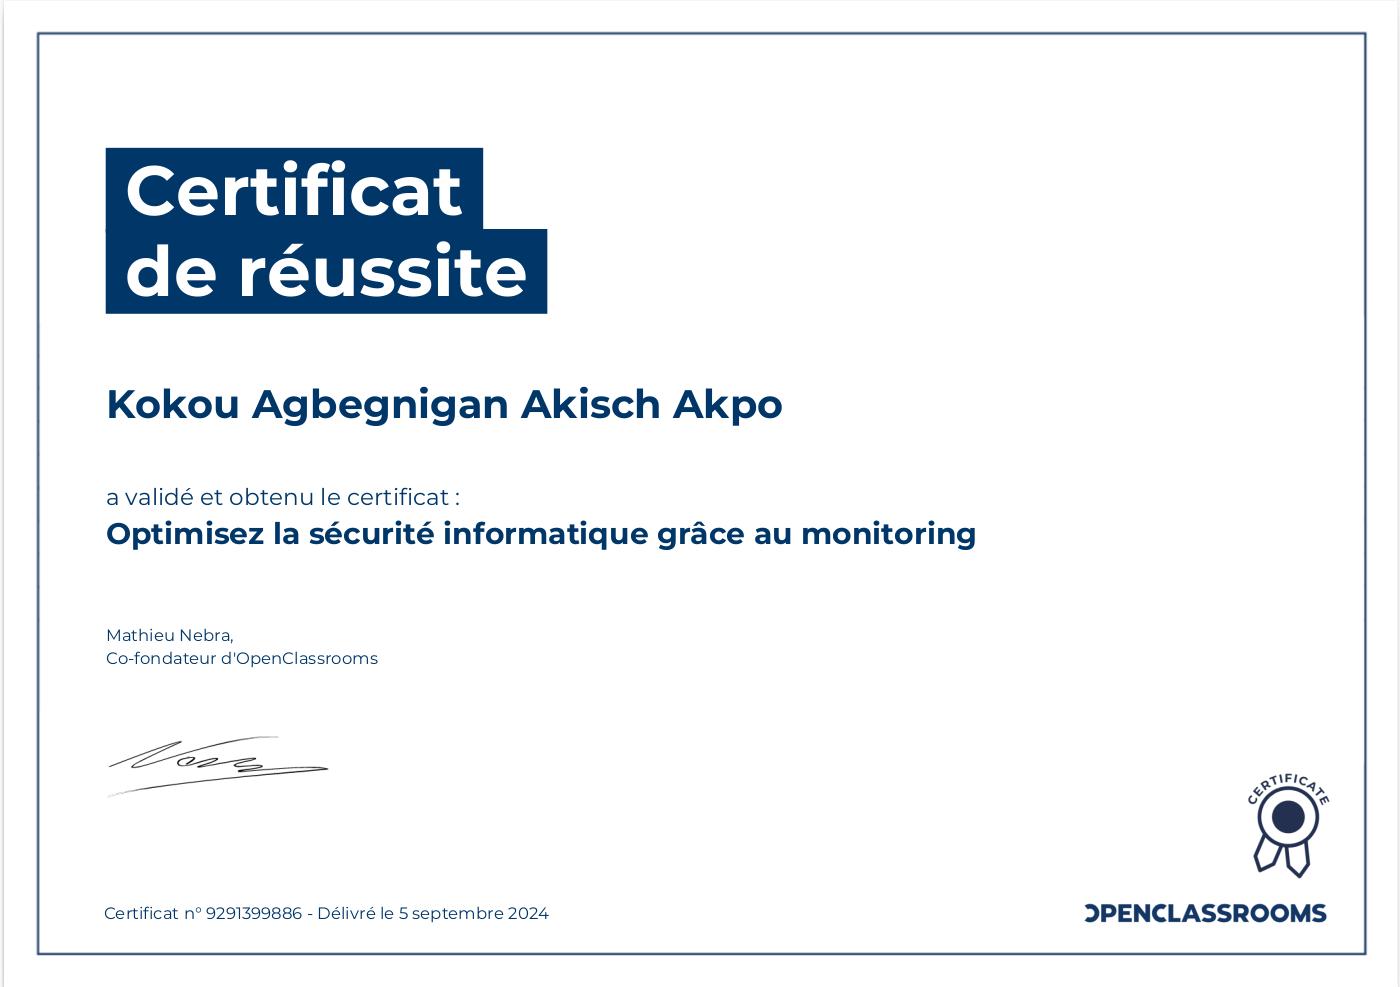 Certificat
de réussite
Kokou Agbegnigan Akisch Akpo
a validé et obtenu le certificat :
Optimisez la sécurité informatique grâce au monitoring
Mathieu Nebra,
Co-fondateur d'OpenClassrooms
CERTIFICATE
Certificat n° 9291399886 - Délivré le 5 septembre 2024
OPENCLASSROOMS